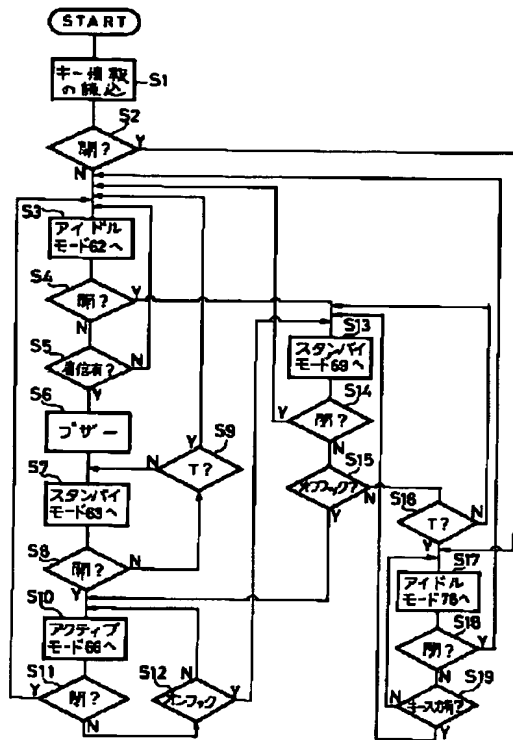 START
キー情報
の読込
S1
S2
開?
Y
N
S3
アイドル
モード62へ
S4
開?
Y
N
S5
着信有?
N
Y
S6
ブザー
S7
スタンバイ
モード63へ
S8
開?
N
Y
S9
T?
Y
N
S10
アクティブ
モード66へ
S11
閉?
Y
N
S12
オンフック
N
Y
S13
スタンバイ
モード69へ
S14
閉?
Y
N
S15
オフフック?
N
Y
S16
T?
N
Y
S17
アイドル
モード76へ
S18
閉?
Y
N
S19
キー入力有?
N
Y